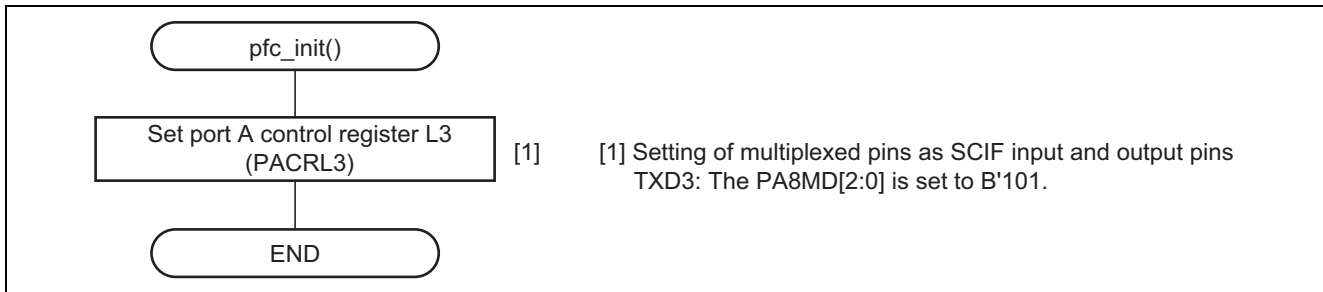 pfc_init()
Set port A control register L3
(PACRL3)
[1]
[1] Setting of multiplexed pins as SCIF input and output pins
TXD3: The PA8MD[2:0] is set to B'101.
END